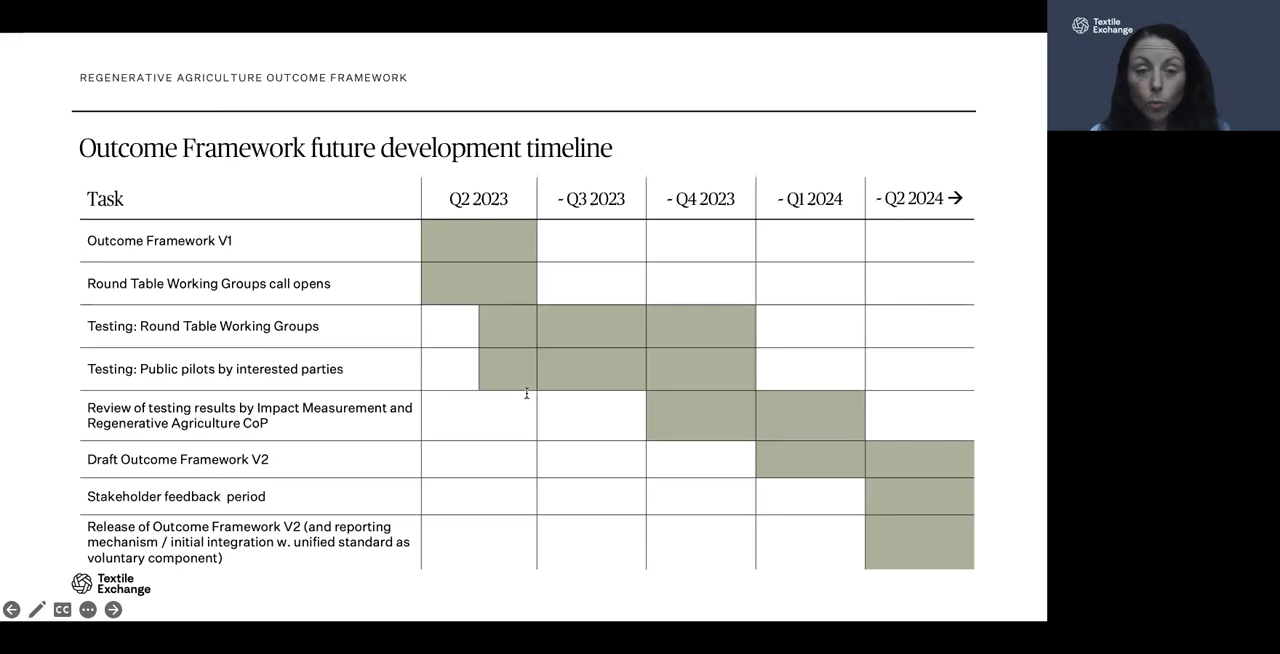 REGENERATIVE AGRICULTURE OUTCOME FRAMEWORK
Outcome Framework future development timeline
Task Q2 2023 - Q3 2023 - Q4 2023 - Q1 2024 - Q2 2024 →
Outcome Framework V1
Round Table Working Groups call opens
Testing: Round Table Working Groups
Testing: Public pilots by interested parties
Review of testing results by Impact Measurement and
Regenerative Agriculture CoP
Draft Outcome Framework V2
Stakeholder feedback period
Release of Outcome Framework V2 (and reporting
mechanism / initial integration w. unified standard as
voluntary component)
Textile
Exchange
CC
Textile
Exchange